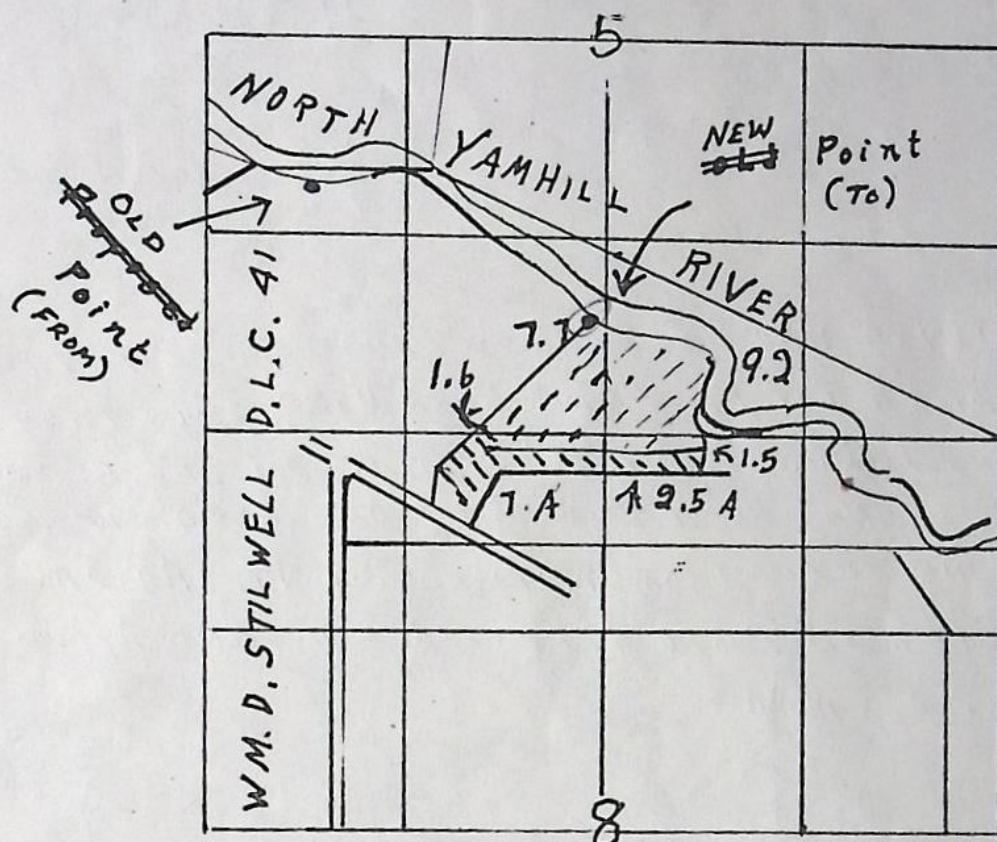 5
NORTH YAMHILL RIVER
NEW
Point
(TO)
OLD
Point
(FROM)
7.7
9.2
1.6
1.5
7.A
2.5 A
WM. D. STILWELL D.L.C. 41
8